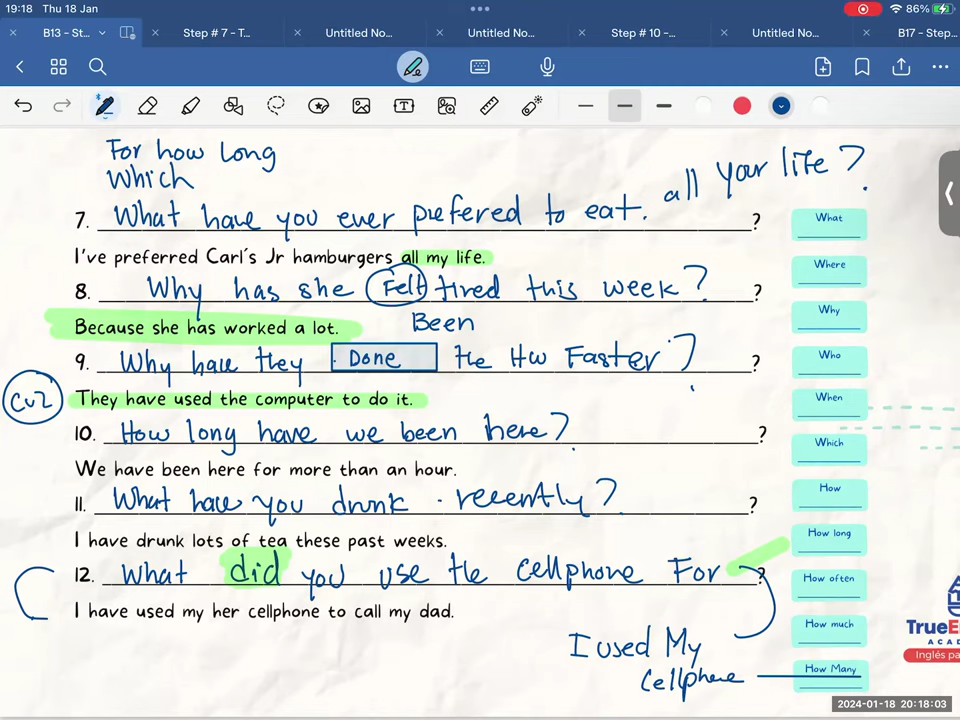 19:18 Thu 18 Jan
86%
B13 - St...
Step # 7 - T...
Untitled No...
Untitled No...
Step # 10 -...
Untitled No...
B17 - Step...
For how long
Which
all your life?
7. What have you ever prefered to eat. ?
I've preferred Carl's Jr hamburgers all my life.
8. Why has she Felt tired this week? ?
Because she has worked a lot.
Been
9. Why have they Done the HW Faster? ?
They have used the computer to do it.
10. How long have we been here? ?
We have been here for more than an hour.
11. What have you drunk recently? ?
I have drunk lots of tea these past weeks.
12. What did you use the cellphone For ?
I have used my her cellphone to call my dad.
I used My
Cellphone
What
Where
Why
Who
When
Which
How
How long
How often
How much
How Many
TrueE
ACAD
Inglés pa
2024-01-18 20:18:03